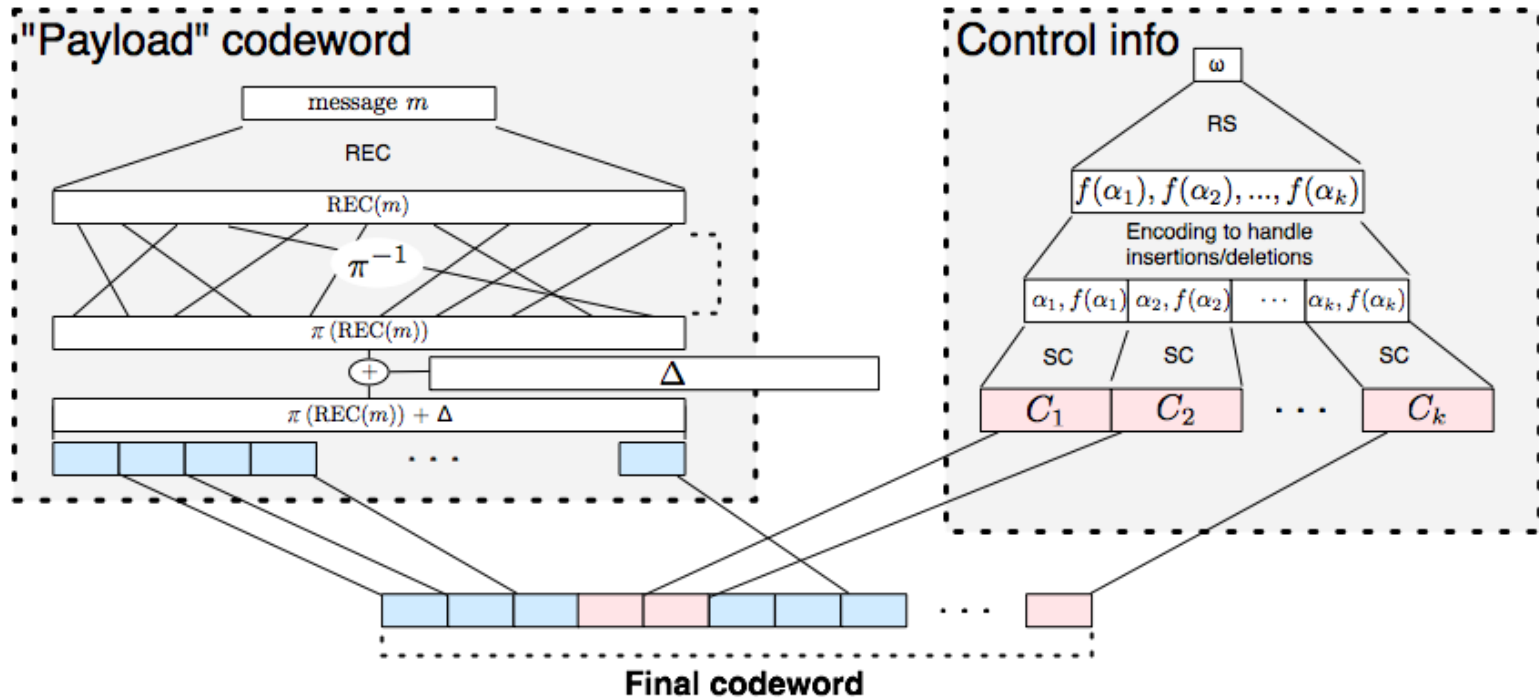 "Payload" codeword
message m
REC
REC(m)
π⁻¹
π (REC(m))
+
Δ
π (REC(m)) + Δ
· · ·
Control info
ω
RS
f(α₁), f(α₂), ..., f(αₖ)
Encoding to handle
insertions/deletions
α₁, f(α₁) α₂, f(α₂) · · · αₖ, f(αₖ)
SC SC SC
C₁ C₂ · · · Cₖ
· · ·
Final codeword